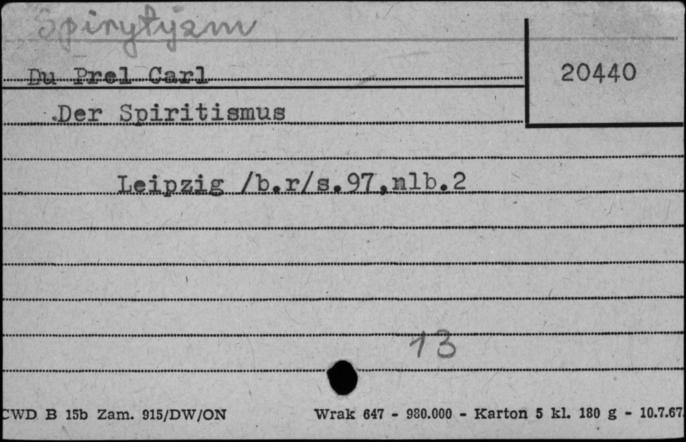 Spirytyzm
Du Prel Carl
20440
.Der Spiritismus
Leipzig /b.r/s.97,nlb.2
13
CWD B 15b Zam. 915/DW/ON Wrak 647 - 980.000 - Karton 5 kl. 180 g - 10.7.67